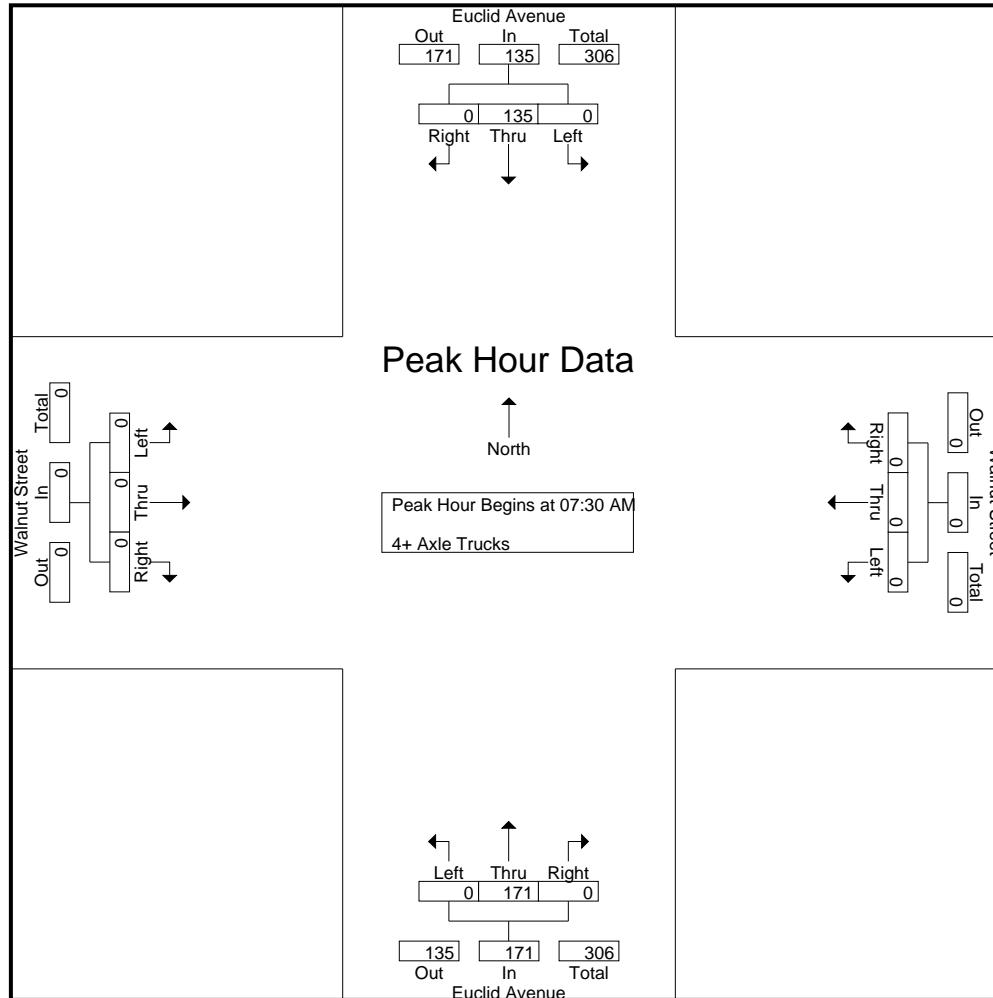 Euclid Avenue
Out In Total
171 135 306
0 135 0
Right Thru Left
Peak Hour Data
North
Peak Hour Begins at 07:30 AM
4+ Axle Trucks
Walnut Street
Total In Out
0 0 0
0 0 0
Left Thru Right
Right Thru Left
0 0 0
0 0 0
Out In Total
Walnut Street
Left Thru Right
0 171 0
135 171 306
Out In Total
Euclid Avenue